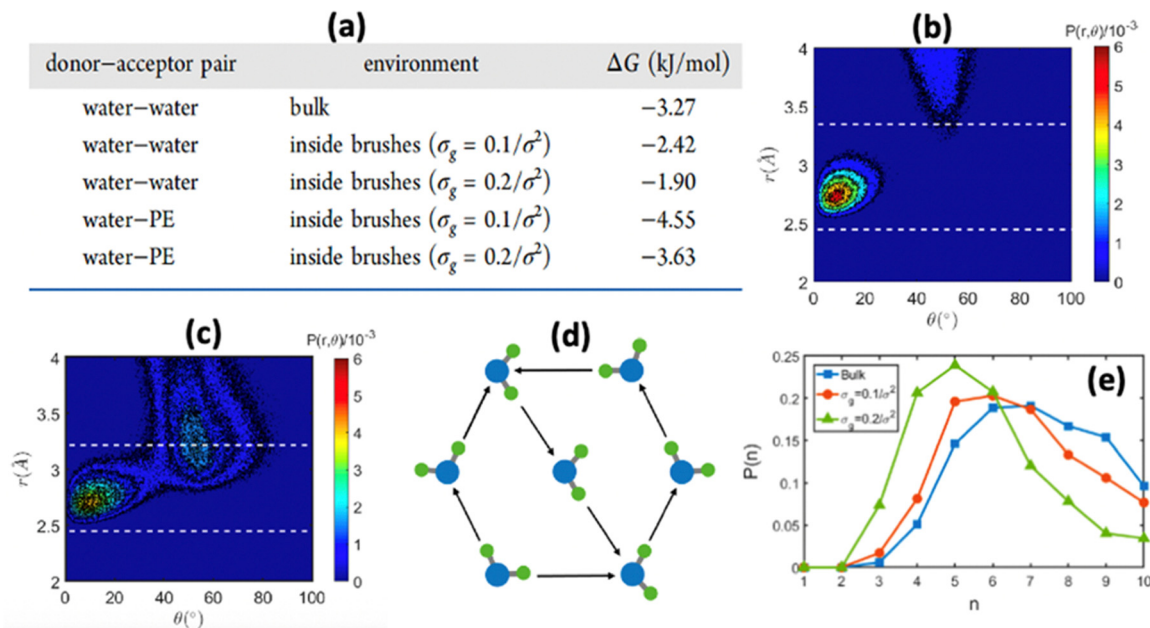 (a)
donor−acceptor pair environment ΔG (kJ/mol)
water−water bulk −3.27
water−water inside brushes (σg = 0.1/σ²) −2.42
water−water inside brushes (σg = 0.2/σ²) −1.90
water−PE inside brushes (σg = 0.1/σ²) −4.55
water−PE inside brushes (σg = 0.2/σ²) −3.63
(b)
P(r,θ)/10⁻³
4
3.5
3
2.5
2
r(Å)
0 20 40 60 80 100
θ(°)
6
5
4
3
2
1
0
(c)
P(r,θ)/10⁻³
4
3.5
3
2.5
2
r(Å)
0 20 40 60 80 100
θ(°)
6
5
4
3
2
1
0
(d)
(e)
Bulk
σg=0.1/σ²
σg=0.2/σ²
0.25
0.20
0.15
0.10
0.05
0
P(n)
1 2 3 4 5 6 7 8 9 10
n